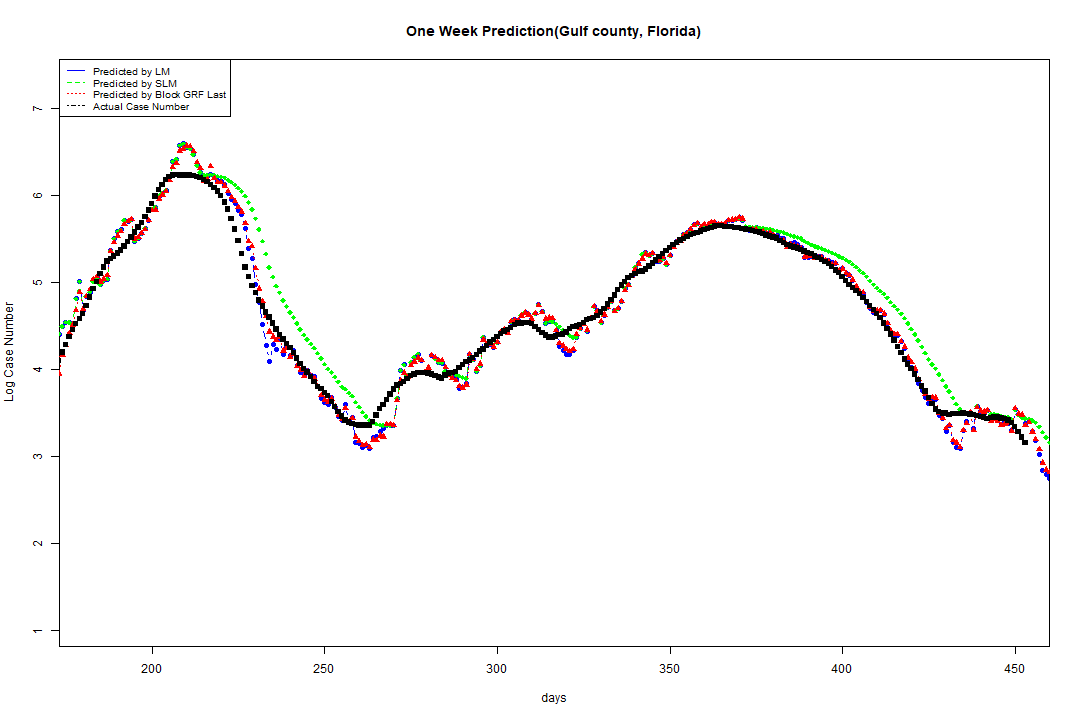 One Week Prediction(Gulf county, Florida)
Predicted by LM
Predicted by SLM
Predicted by Block GRF Last
Actual Case Number
7
6
5
4
3
2
1
Log Case Number
200 250 300 350 400 450
days